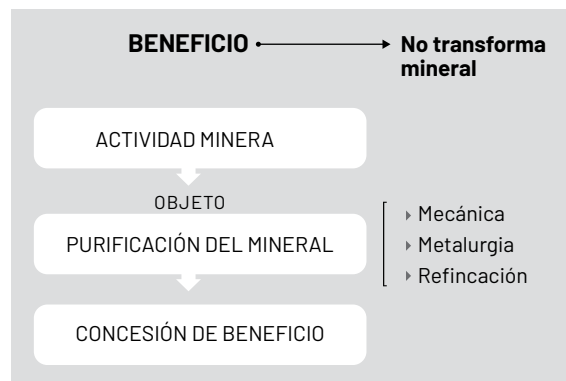 BENEFICIO
No transforma
mineral
ACTIVIDAD MINERA
OBJETO
PURIFICACIÓN DEL MINERAL
Mecánica
Metalurgia
Refincación
CONCESIÓN DE BENEFICIO